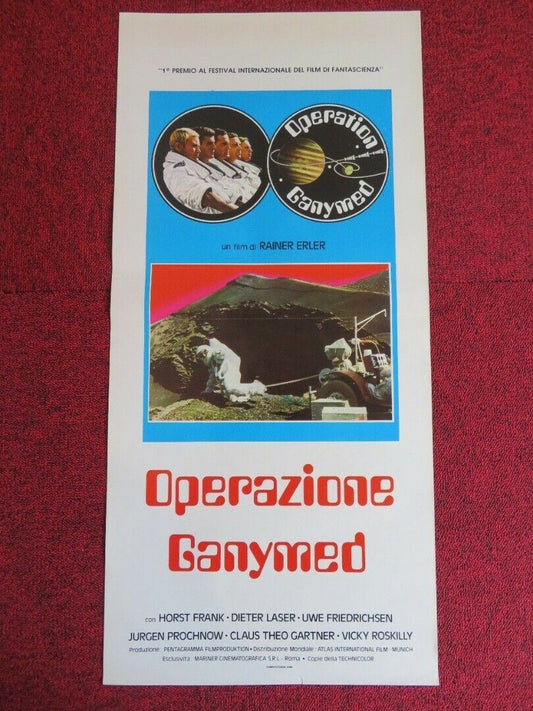 "1º PREMIO AL FESTIVAL INTERNAZIONALE DEL FILM DI FANTASCIENZA"
Operation
Ganymed
un film di RAINER ERLER
Operazione
Ganymed
con HORST FRANK · DIETER LASER · UWE FRIEDRICHSEN
JURGEN PROCHNOW · CLAUS THEO GARTNER · VICKY ROSKILLY
Produzione: PENTAGRAMMA FILMPRODUKTION • Distribuzione Mondiale: ATLAS INTERNATIONAL FILM - MUNICH
Esclusività: MARINER CINEMATOGRAFICA S.R.L. - Roma • Copie della TECHNICOLOR